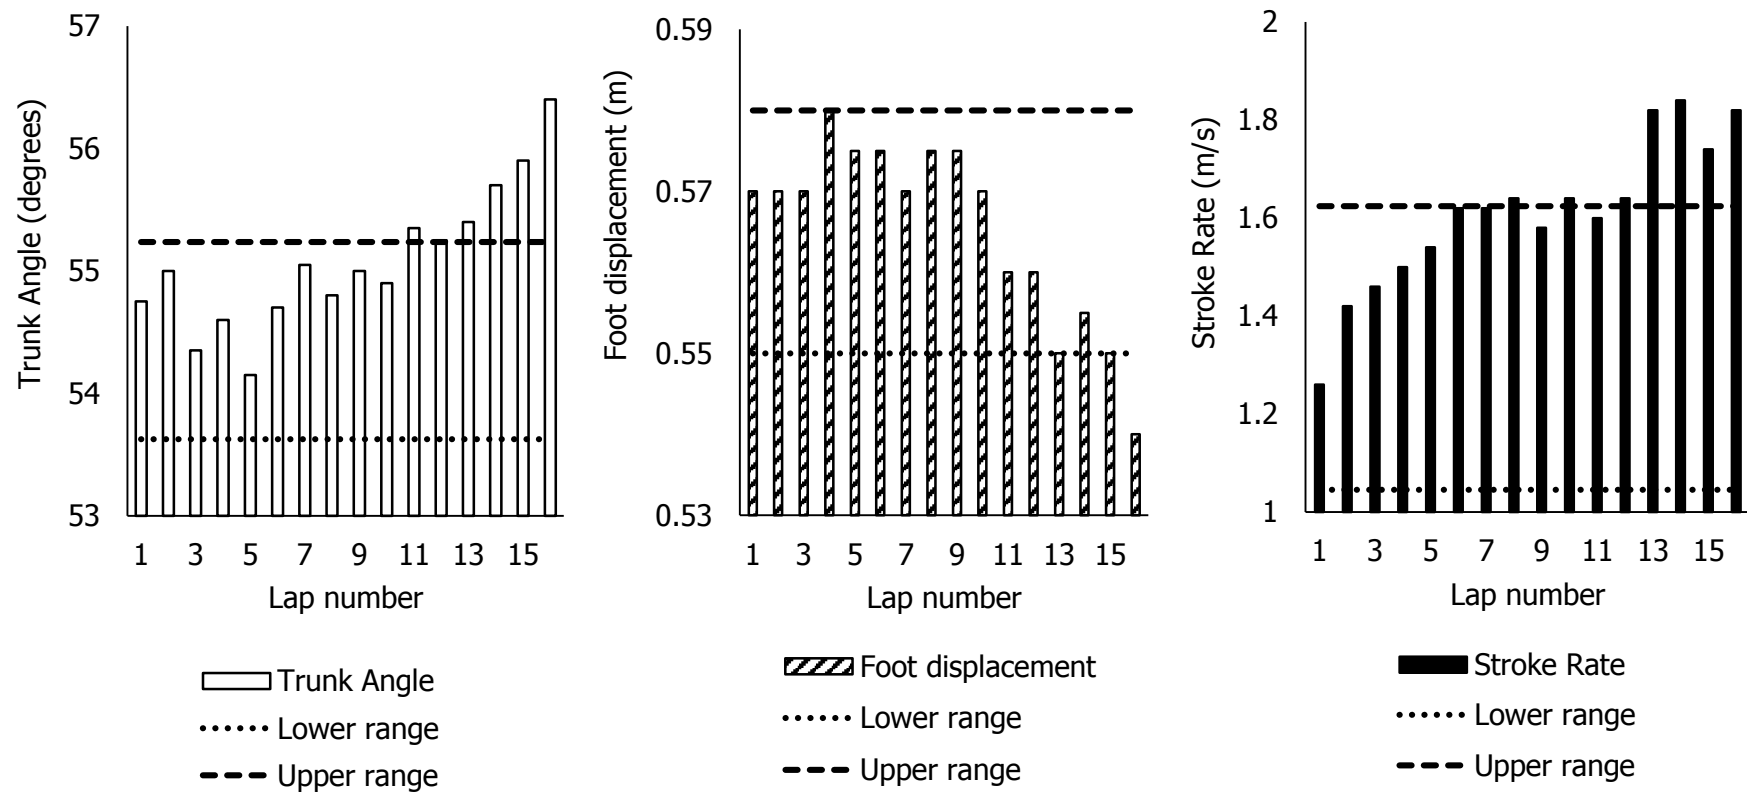 57
56
55
54
53
Trunk Angle (degrees)
1 3 5 7 9 11 13 15
Lap number
Trunk Angle
Lower range
Upper range
0.59
0.57
0.55
0.53
Foot displacement (m)
1 3 5 7 9 11 13 15
Lap number
Foot displacement
Lower range
Upper range
2
1.8
1.6
1.4
1.2
1
Stroke Rate (m/s)
1 3 5 7 9 11 13 15
Lap number
Stroke Rate
Lower range
Upper range